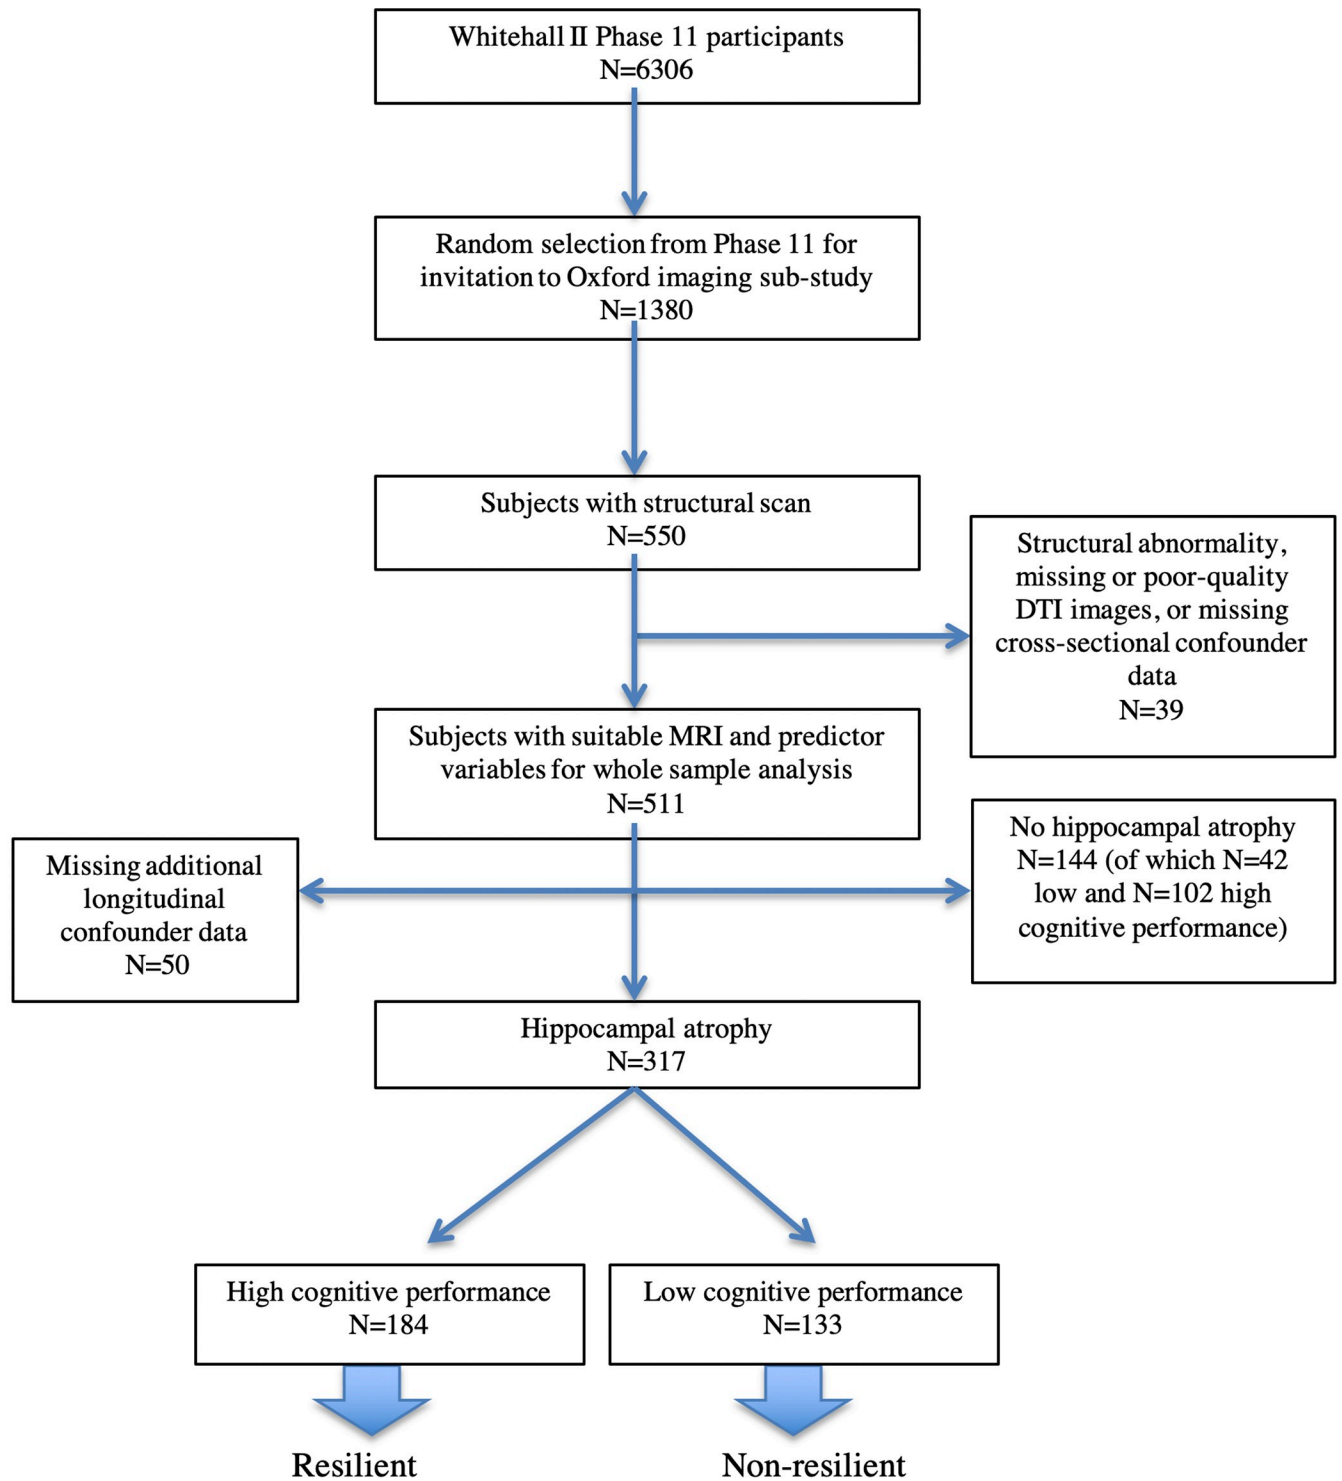 Whitehall II Phase 11 participants
N=6306
Random selection from Phase 11 for
invitation to Oxford imaging sub-study
N=1380
Subjects with structural scan
N=550
Structural abnormality,
missing or poor-quality
DTI images, or missing
cross-sectional confounder
data
N=39
Subjects with suitable MRI and predictor
variables for whole sample analysis
N=511
Missing additional
longitudinal
confounder data
N=50
No hippocampal atrophy
N=144 (of which N=42
low and N=102 high
cognitive performance)
Hippocampal atrophy
N=317
High cognitive performance
N=184
Low cognitive performance
N=133
Resilient
Non-resilient